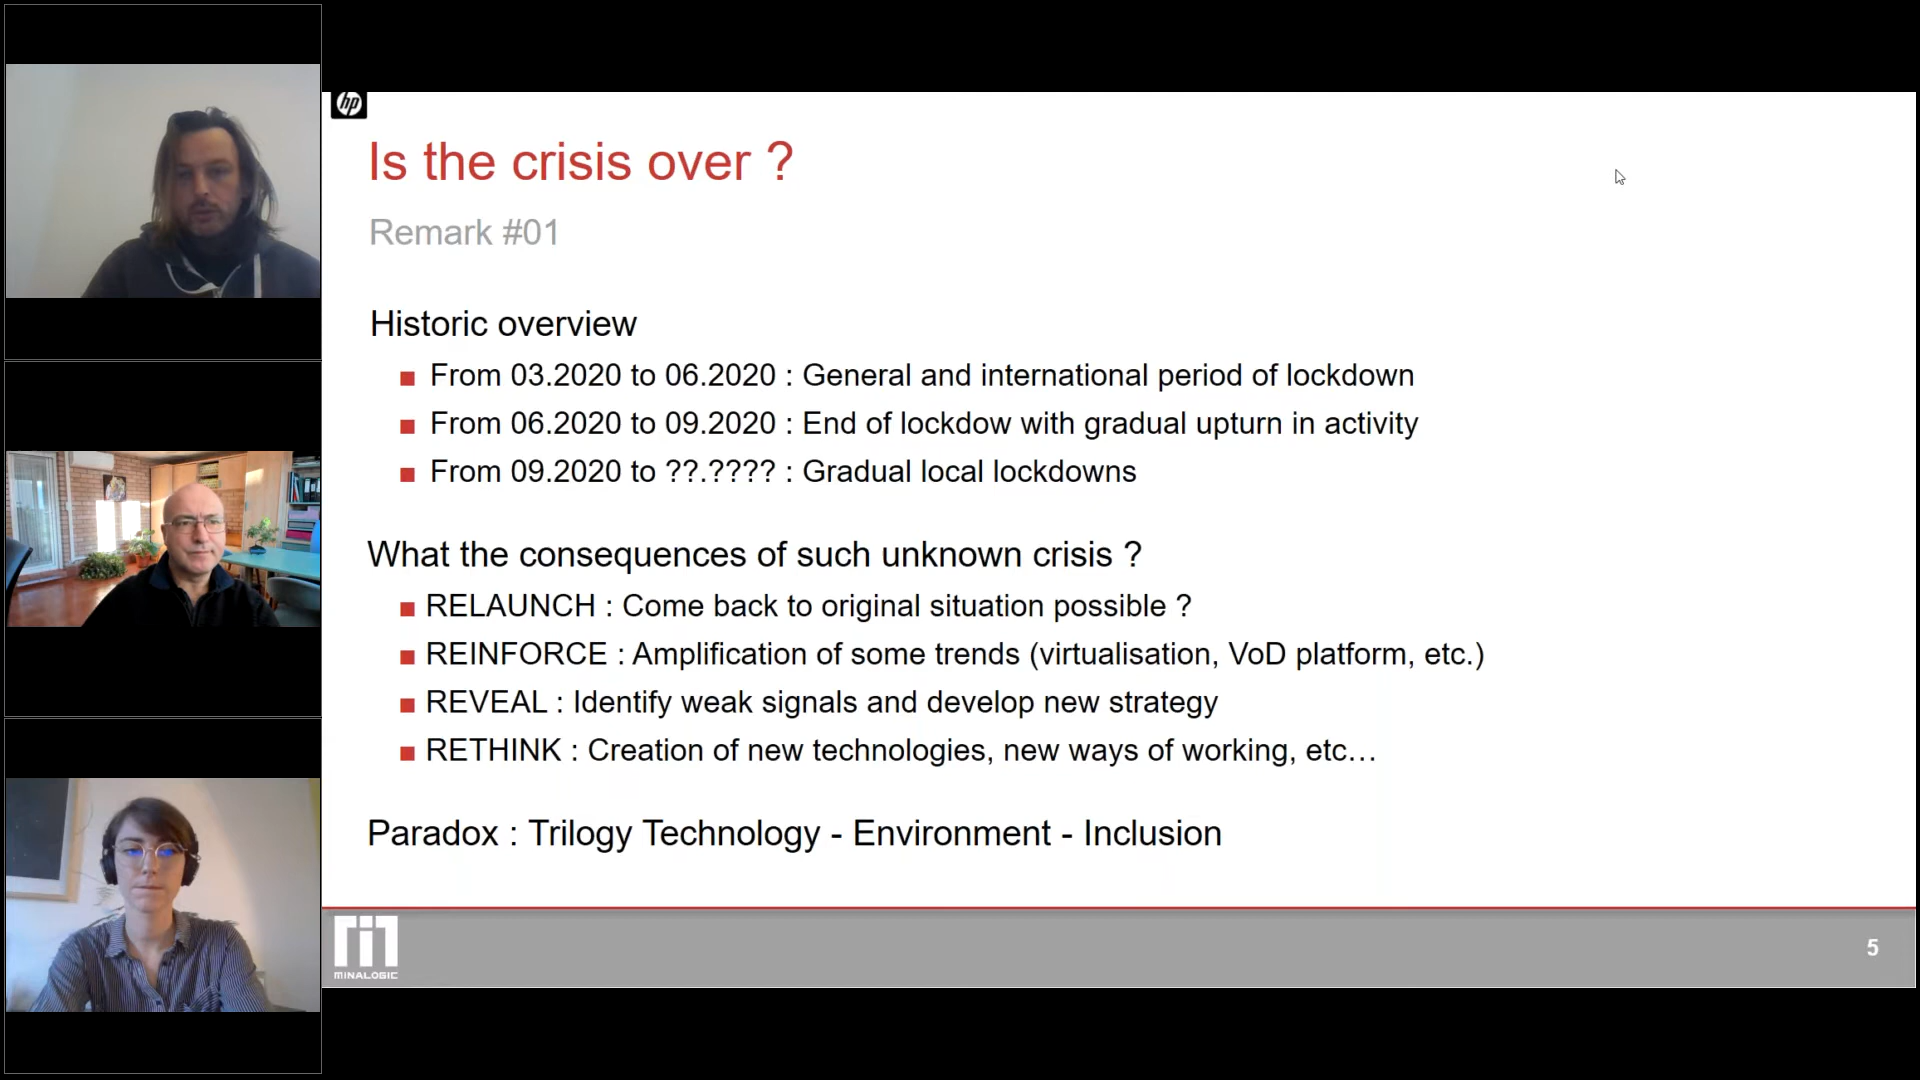 hp
Is the crisis over ?
Remark #01
Historic overview
From 03.2020 to 06.2020 : General and international period of lockdown
From 06.2020 to 09.2020 : End of lockdow with gradual upturn in activity
From 09.2020 to ??.???? : Gradual local lockdowns
What the consequences of such unknown crisis ?
RELAUNCH : Come back to original situation possible ?
REINFORCE : Amplification of some trends (virtualisation, VoD platform, etc.)
REVEAL : Identify weak signals and develop new strategy
RETHINK : Creation of new technologies, new ways of working, etc…
Paradox : Trilogy Technology - Environment - Inclusion
MINALOGIC
5